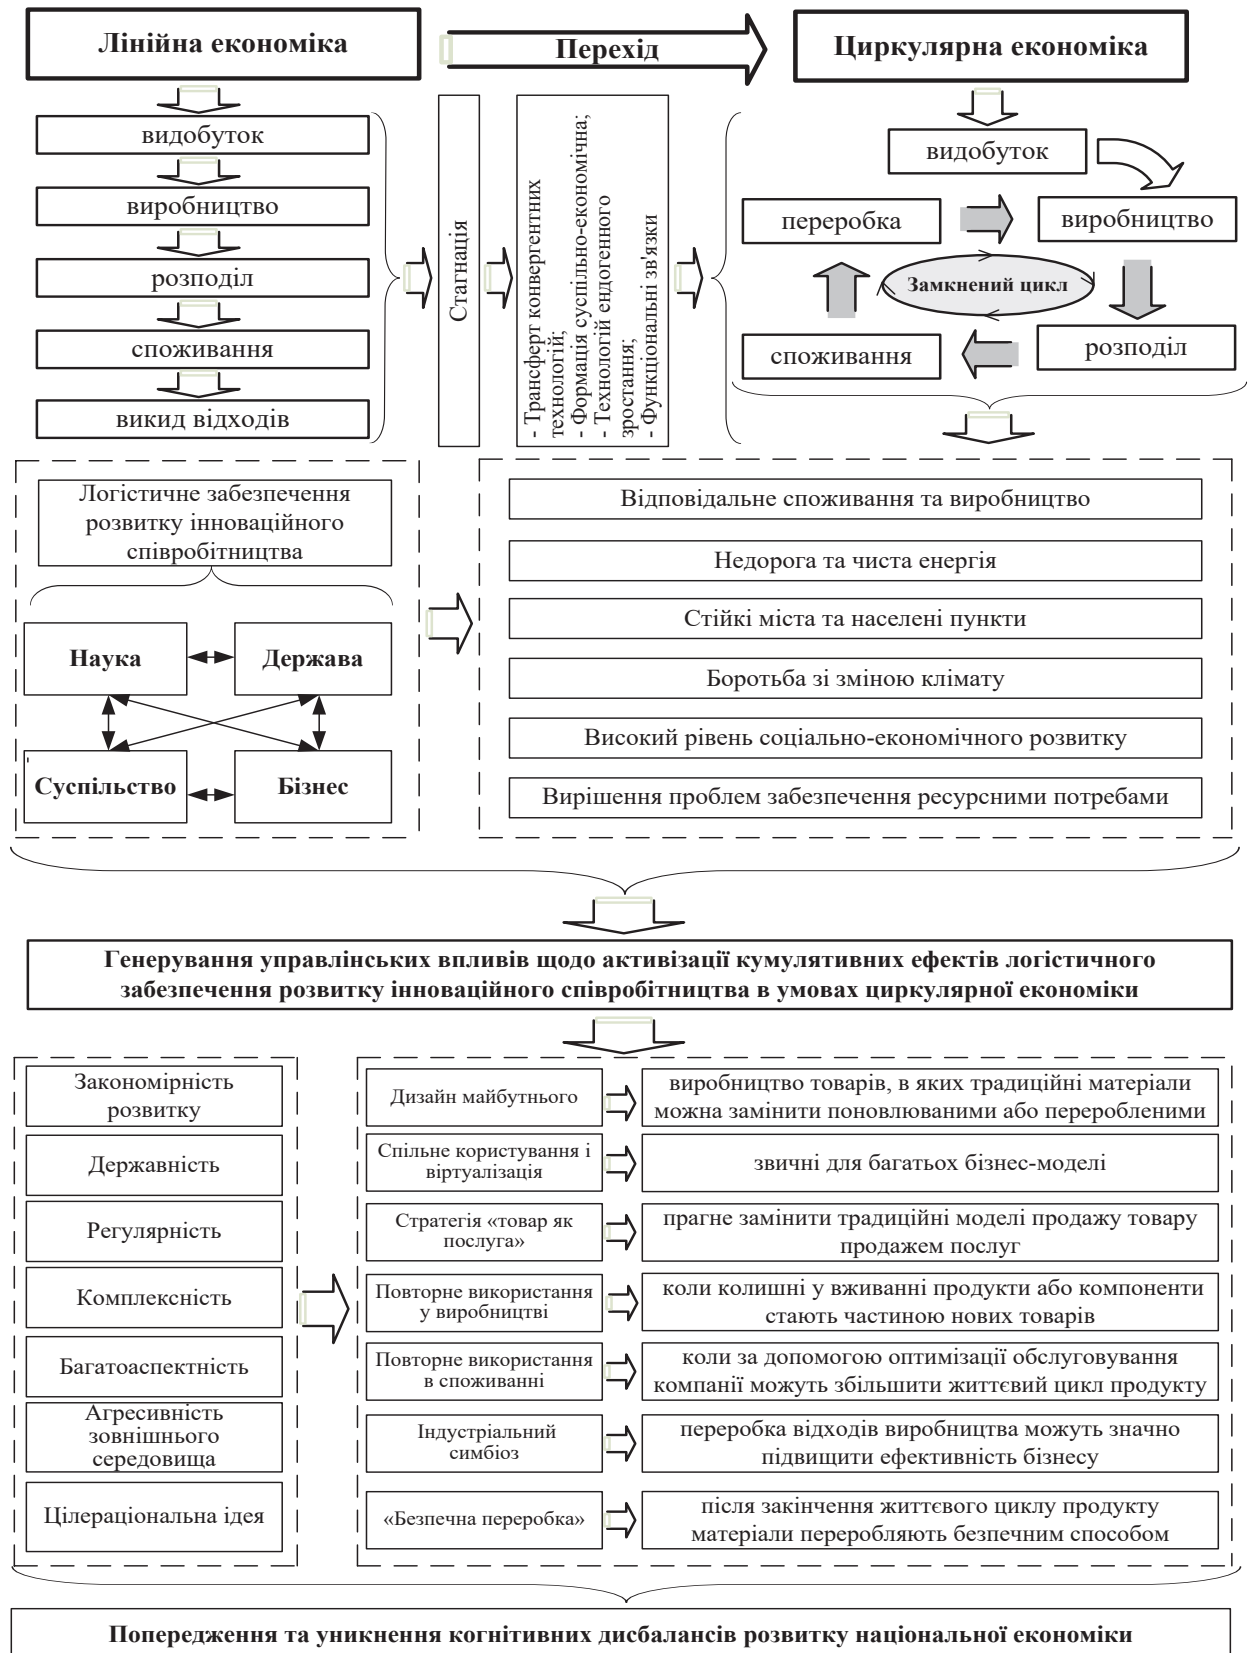 Лінійна економіка
Перехід
Циркулярна економіка
видобуток
виробництво
розподіл
споживання
викид відходів
Стагнація
- Трансферт конвергентних
технологій;
- Формація суспільно-економічна;
- Технологій ендогенного
зростання;
- Функціональні зв'язки
видобуток
переробка
виробництво
Замкнений цикл
споживання
розподіл
Логістичне забезпечення
розвитку інноваційного
співробітництва
Наука
Держава
Суспільство
Бізнес
Відповідальне споживання та виробництво
Недорога та чиста енергія
Стійкі міста та населені пункти
Боротьба зі зміною клімату
Високий рівень соціально-економічного розвитку
Вирішення проблем забезпечення ресурсними потребами
Генерування управлінських впливів щодо активізації кумулятивних ефектів логістичного
забезпечення розвитку інноваційного співробітництва в умовах циркулярної економіки
Закономірність
розвитку
Державність
Регулярність
Комплексність
Багатоаспектність
Агресивність
зовнішнього
середовища
Цілераціональна ідея
Дизайн майбутнього
виробництво товарів, в яких традиційні матеріали
можна замінити поновлюваними або переробленими
Спільне користування і
віртуалізація
звичні для багатьох бізнес-моделі
Стратегія «товар як
послуга»
прагне замінити традиційні моделі продажу товару
продажем послуг
Повторне використання
у виробництві
коли колишні у вживанні продукти або компоненти
стають частиною нових товарів
Повторне використання
в споживанні
коли за допомогою оптимізації обслуговування
компанії можуть збільшити життєвий цикл продукту
Індустріальний
симбіоз
переробка відходів виробництва можуть значно
підвищити ефективність бізнесу
«Безпечна переробка»
після закінчення життєвого циклу продукту
матеріали переробляють безпечним способом
Попередження та уникнення когнітивних дисбалансів розвитку національної економіки